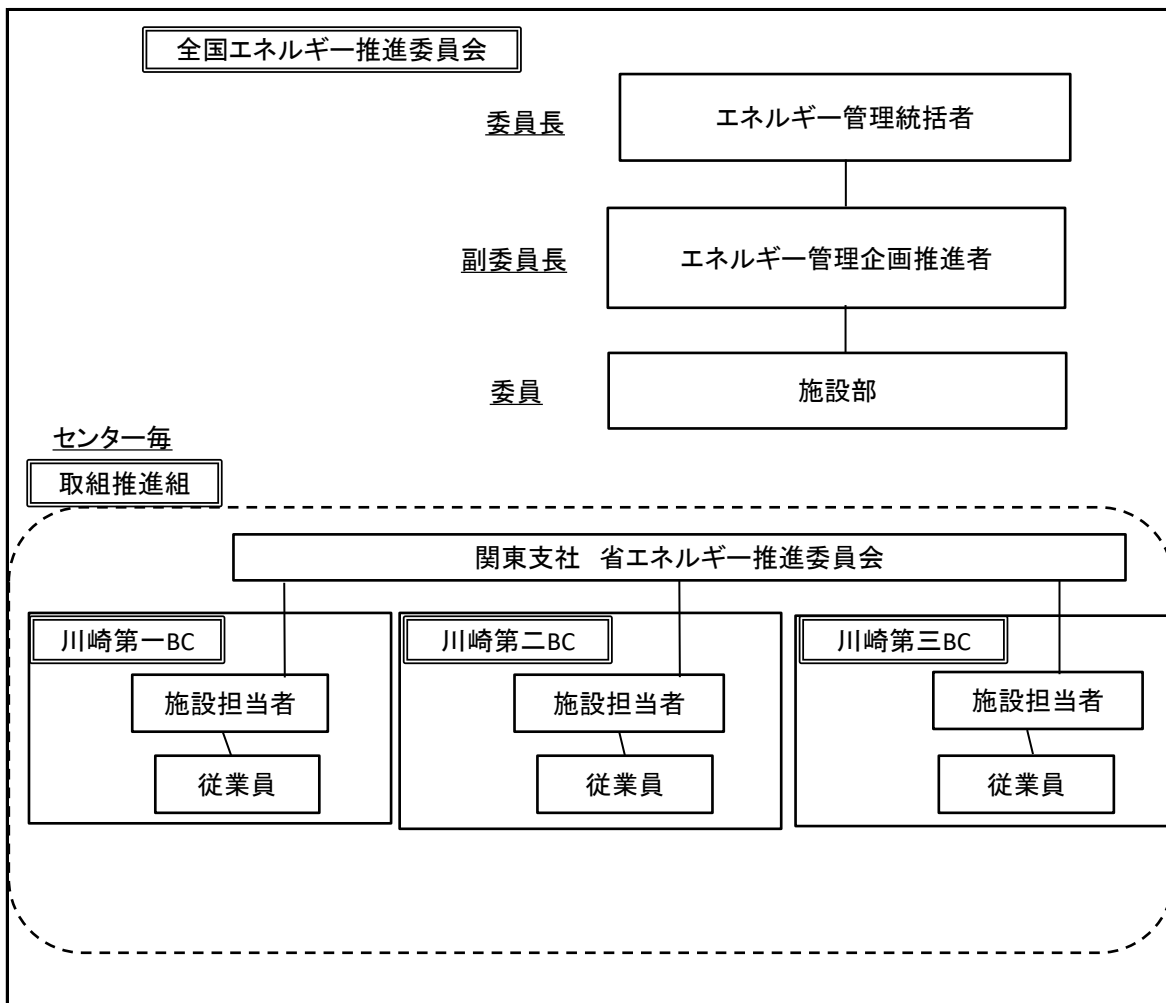 全国エネルギー推進委員会
委員長
エネルギー管理統括者
副委員長
エネルギー管理企画推進者
委員
施設部
センター毎
取組推進組
関東支社 省エネルギー推進委員会
川崎第一BC
施設担当者
従業員
川崎第二BC
施設担当者
従業員
川崎第三BC
施設担当者
従業員